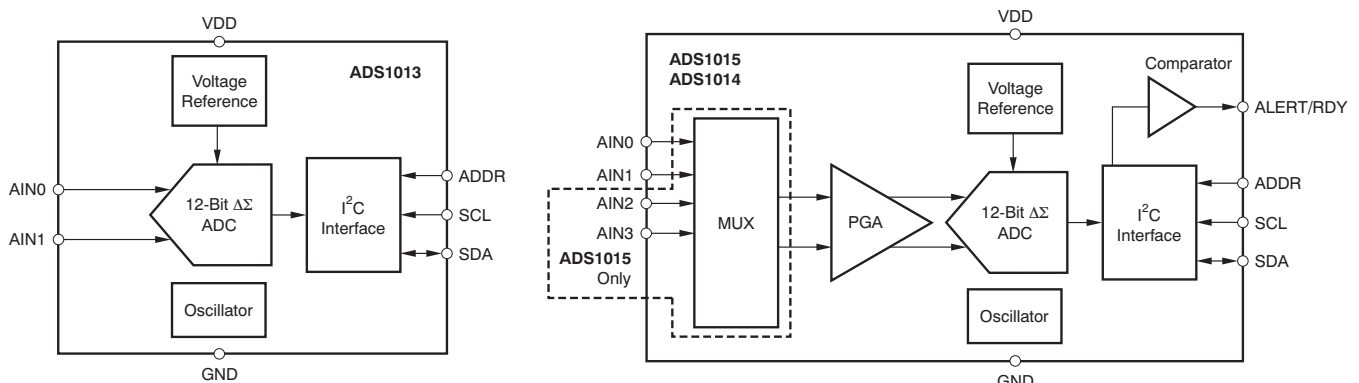 VDD
ADS1013
Voltage
Reference
AIN0
AIN1
12-Bit ΔΣ
ADC
I²C
Interface
ADDR
SCL
SDA
Oscillator
GND
VDD
ADS1015
ADS1014
Comparator
Voltage
Reference
ALERT/RDY
AIN0
AIN1
AIN2
AIN3
ADS1015
Only
MUX
PGA
12-Bit ΔΣ
ADC
I²C
Interface
ADDR
SCL
SDA
Oscillator
GND